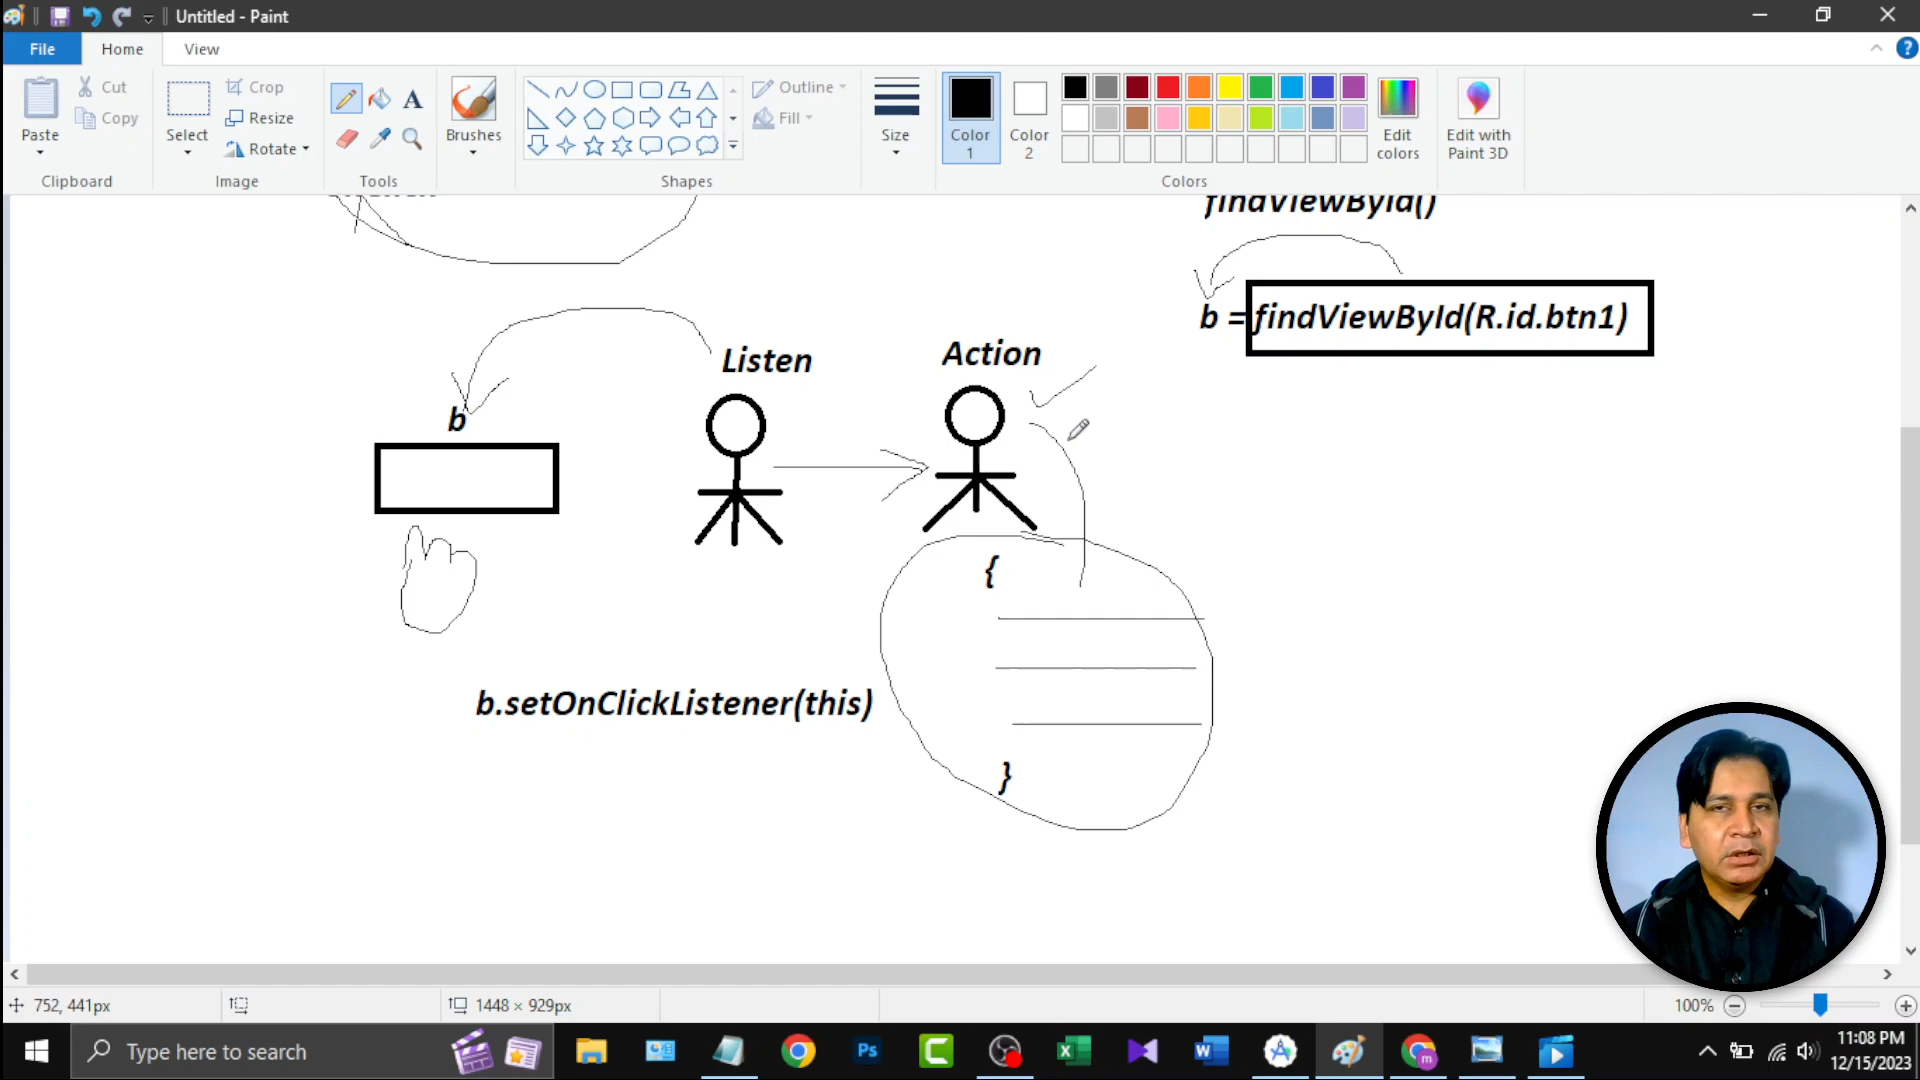 Untitled - Paint
File
Home
View
Paste
Cut
Copy
Clipboard
Select
Crop
Resize
Rotate
Image
Tools
Brushes
Shapes
Outline
Fill
Size
Color 1
Color 2
Edit colors
Edit with Paint 3D
Colors
findViewById()
b = findViewById(R.id.btn1)
Listen
Action
b
{
b.setOnClickListener(this)
}
752, 441px
1448 × 929px
100%
Type here to search
Ps
11:08 PM
12/15/2023